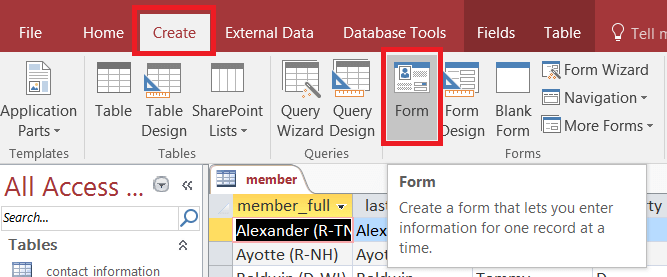 File Home Create External Data Database Tools Fields Table Tell m
Application Parts Table Table Design SharePoint Lists Query Wizard Query Design Form Form Design Blank Form Form Wizard
Navigation
More Forms
Templates Tables Queries Forms
All Access ...
Search...
Tables
contact information
member
member_full last
Alexander (R-TN Alex
Ayotte (R-NH) Ayo
Baldwin (D-WI) Tammy
Form
Create a form that lets you enter
information for one record at a
time.